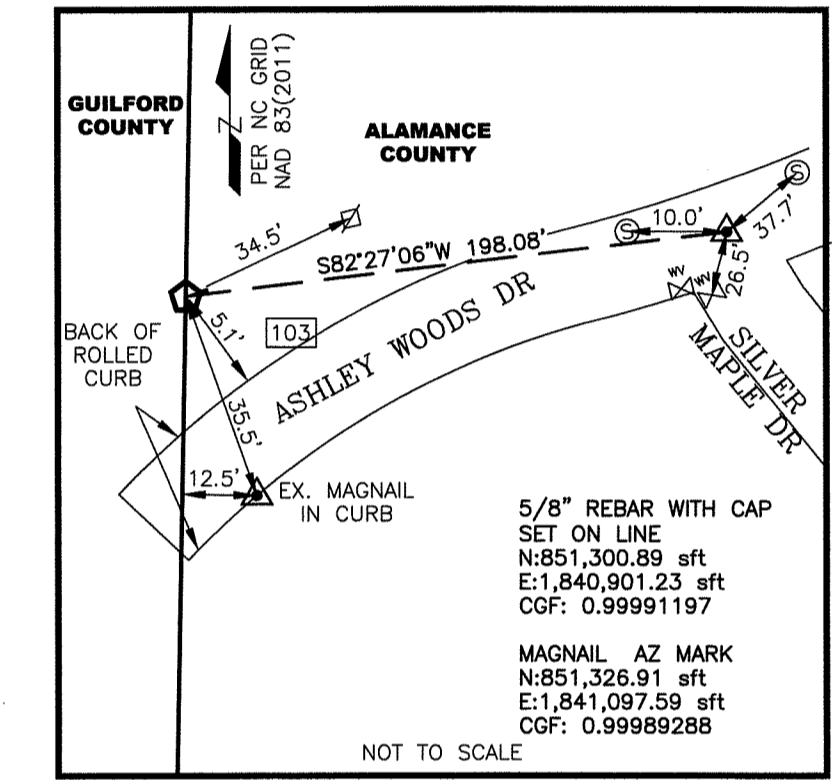 GUILFORD
COUNTY
PER NC GRID
NAD 83(2011)
N
ALAMANCE
COUNTY
S
34.5'
S82°27'06"W 198.08'
S
10.0'
37.7'
26.5'
WV
WV
BACK OF
ROLLED
CURB
5.1'
103
ASHLEY WOODS DR
SILVER
MAPLE DR
35.5'
12.5'
EX. MAGNAIL
IN CURB
5/8" REBAR WITH CAP
SET ON LINE
N:851,300.89 sft
E:1,840,901.23 sft
CGF: 0.99991197
MAGNAIL AZ MARK
N:851,326.91 sft
E:1,841,097.59 sft
CGF: 0.99989288
NOT TO SCALE